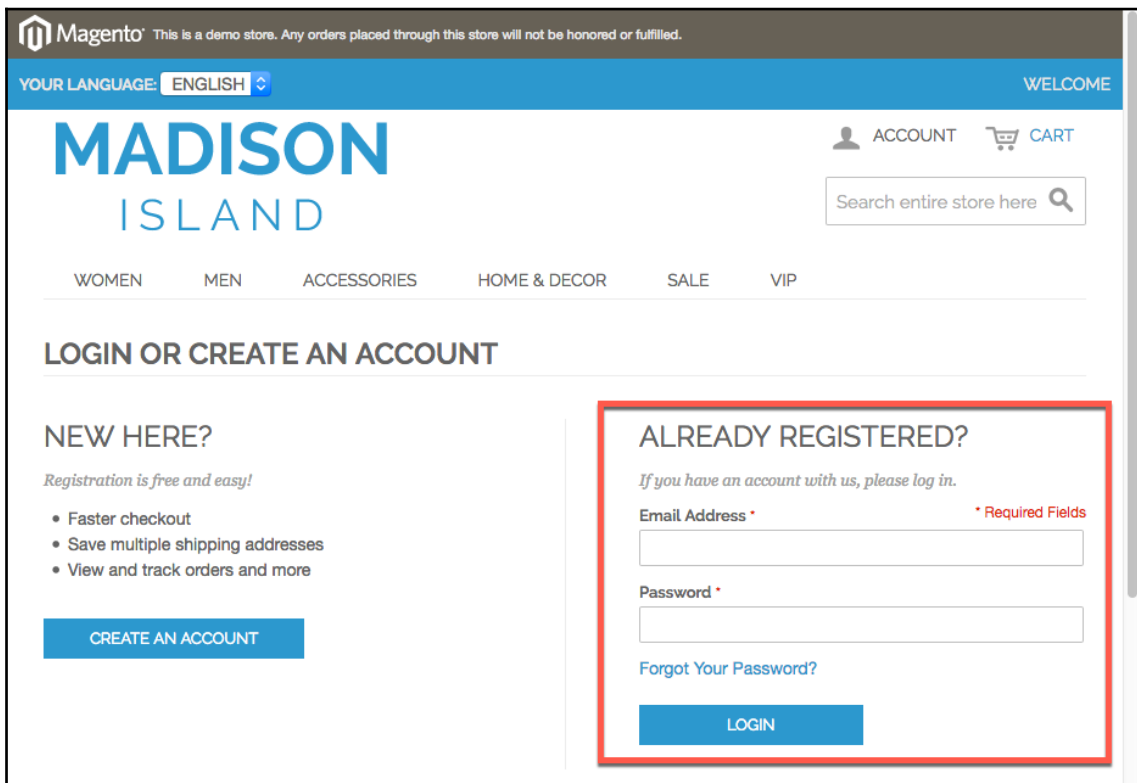 Magento® This is a demo store. Any orders placed through this store will not be honored or fulfilled.
YOUR LANGUAGE: ENGLISH WELCOME
MADISON
ISLAND
ACCOUNT CART
Search entire store here
WOMEN MEN ACCESSORIES HOME & DECOR SALE VIP
LOGIN OR CREATE AN ACCOUNT
NEW HERE?
Registration is free and easy!
• Faster checkout
• Save multiple shipping addresses
• View and track orders and more
CREATE AN ACCOUNT
ALREADY REGISTERED?
If you have an account with us, please log in.
Email Address * * Required Fields
Password *
Forgot Your Password?
LOGIN